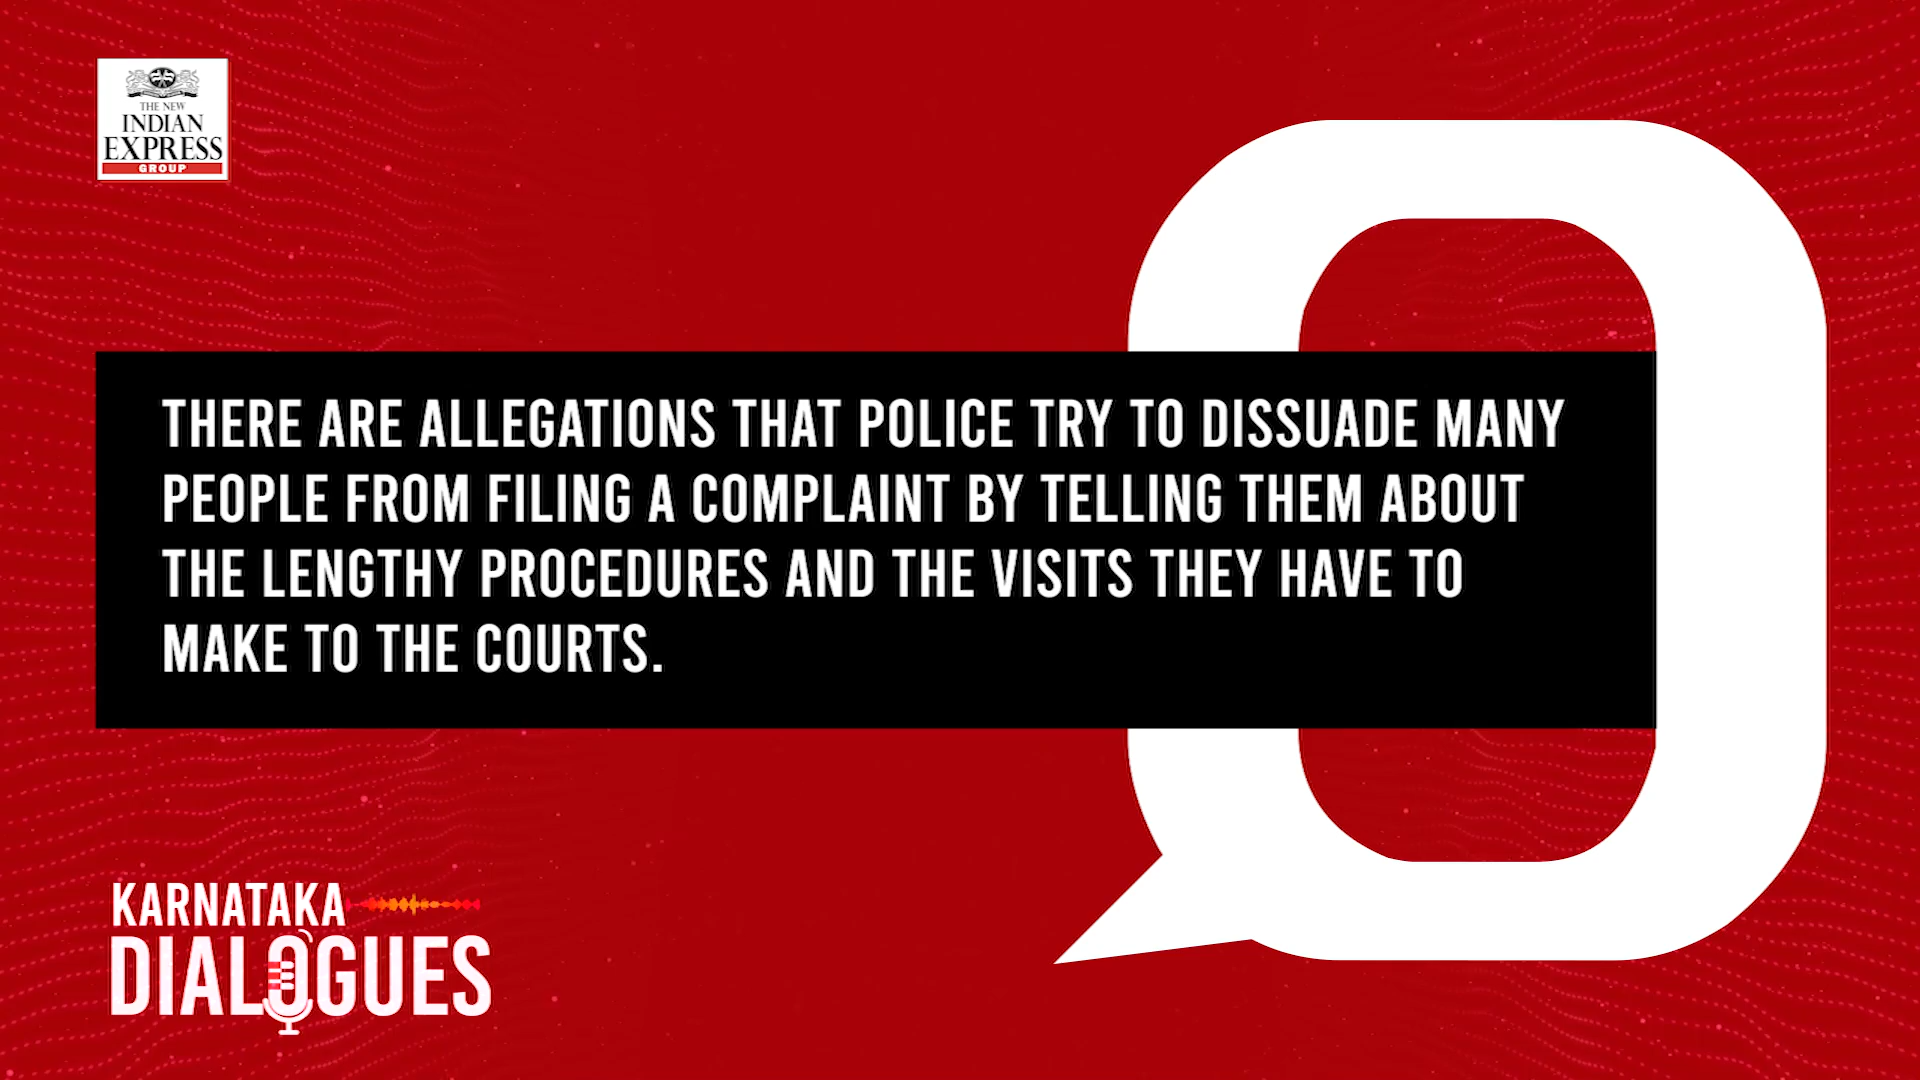 THE NEW
INDIAN
EXPRESS
GROUP
THERE ARE ALLEGATIONS THAT POLICE TRY TO DISSUADE MANY
PEOPLE FROM FILING A COMPLAINT BY TELLING THEM ABOUT
THE LENGTHY PROCEDURES AND THE VISITS THEY HAVE TO
MAKE TO THE COURTS.
KARNATAKA
DIALOGUES